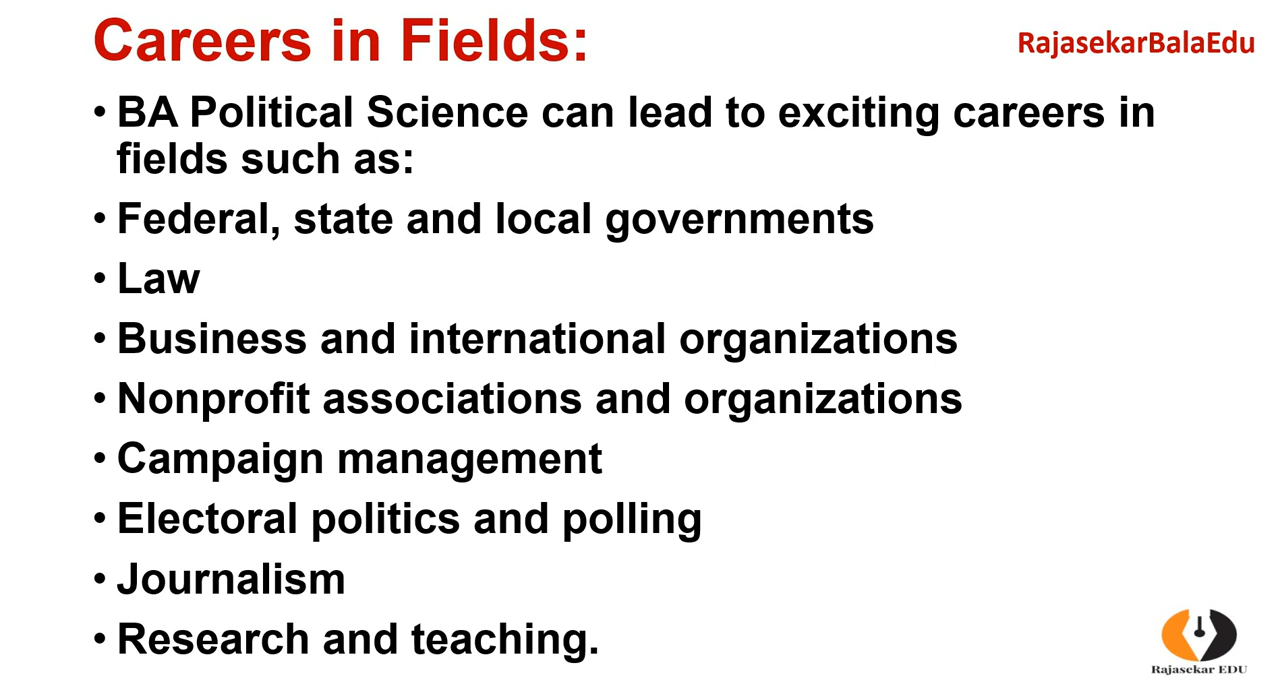 Careers in Fields:
RajasekarBalaEdu
• BA Political Science can lead to exciting careers in
fields such as:
• Federal, state and local governments
• Law
• Business and international organizations
• Nonprofit associations and organizations
• Campaign management
• Electoral politics and polling
• Journalism
• Research and teaching.
Rajasekar EDU